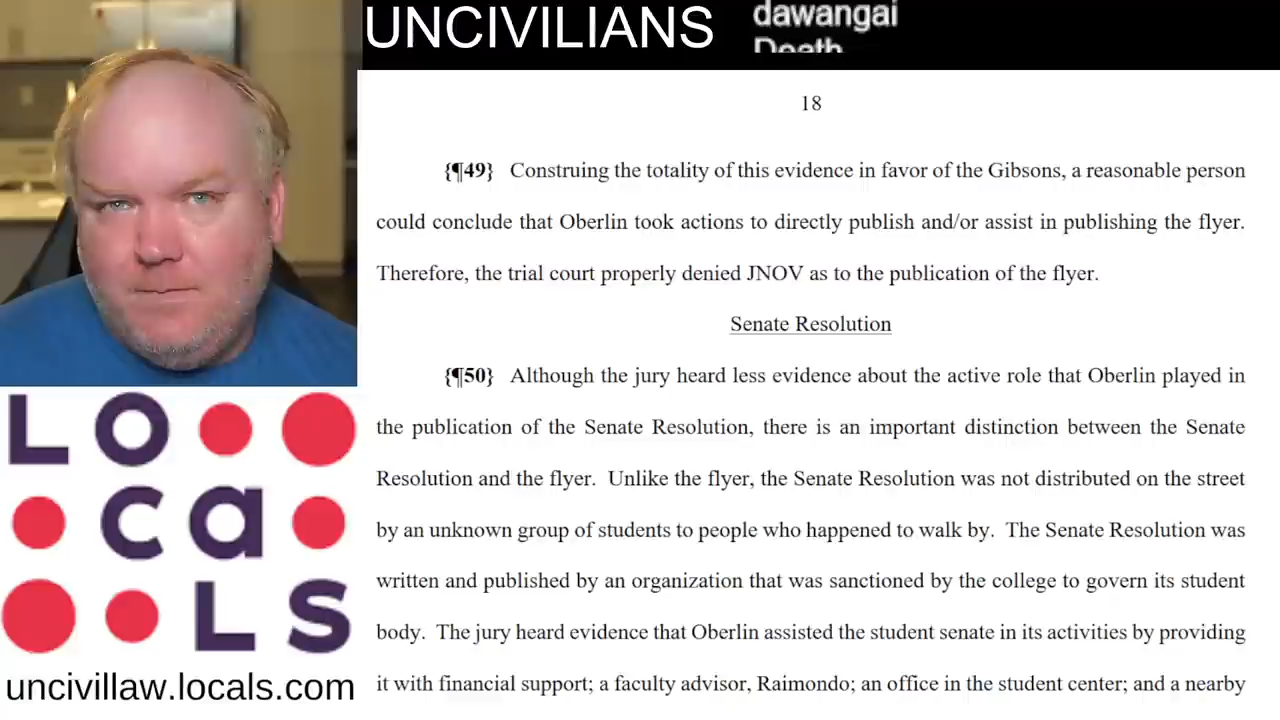 UNCIVILIANS
dawangai
Death
18
{¶49} Construing the totality of this evidence in favor of the Gibsons, a reasonable person
could conclude that Oberlin took actions to directly publish and/or assist in publishing the flyer.
Therefore, the trial court properly denied JNOV as to the publication of the flyer.
Senate Resolution
{¶50} Although the jury heard less evidence about the active role that Oberlin played in
the publication of the Senate Resolution, there is an important distinction between the Senate
Resolution and the flyer. Unlike the flyer, the Senate Resolution was not distributed on the street
by an unknown group of students to people who happened to walk by. The Senate Resolution was
written and published by an organization that was sanctioned by the college to govern its student
body. The jury heard evidence that Oberlin assisted the student senate in its activities by providing
it with financial support; a faculty advisor, Raimondo; an office in the student center; and a nearby
LO
ca
LS
uncivillaw.locals.com